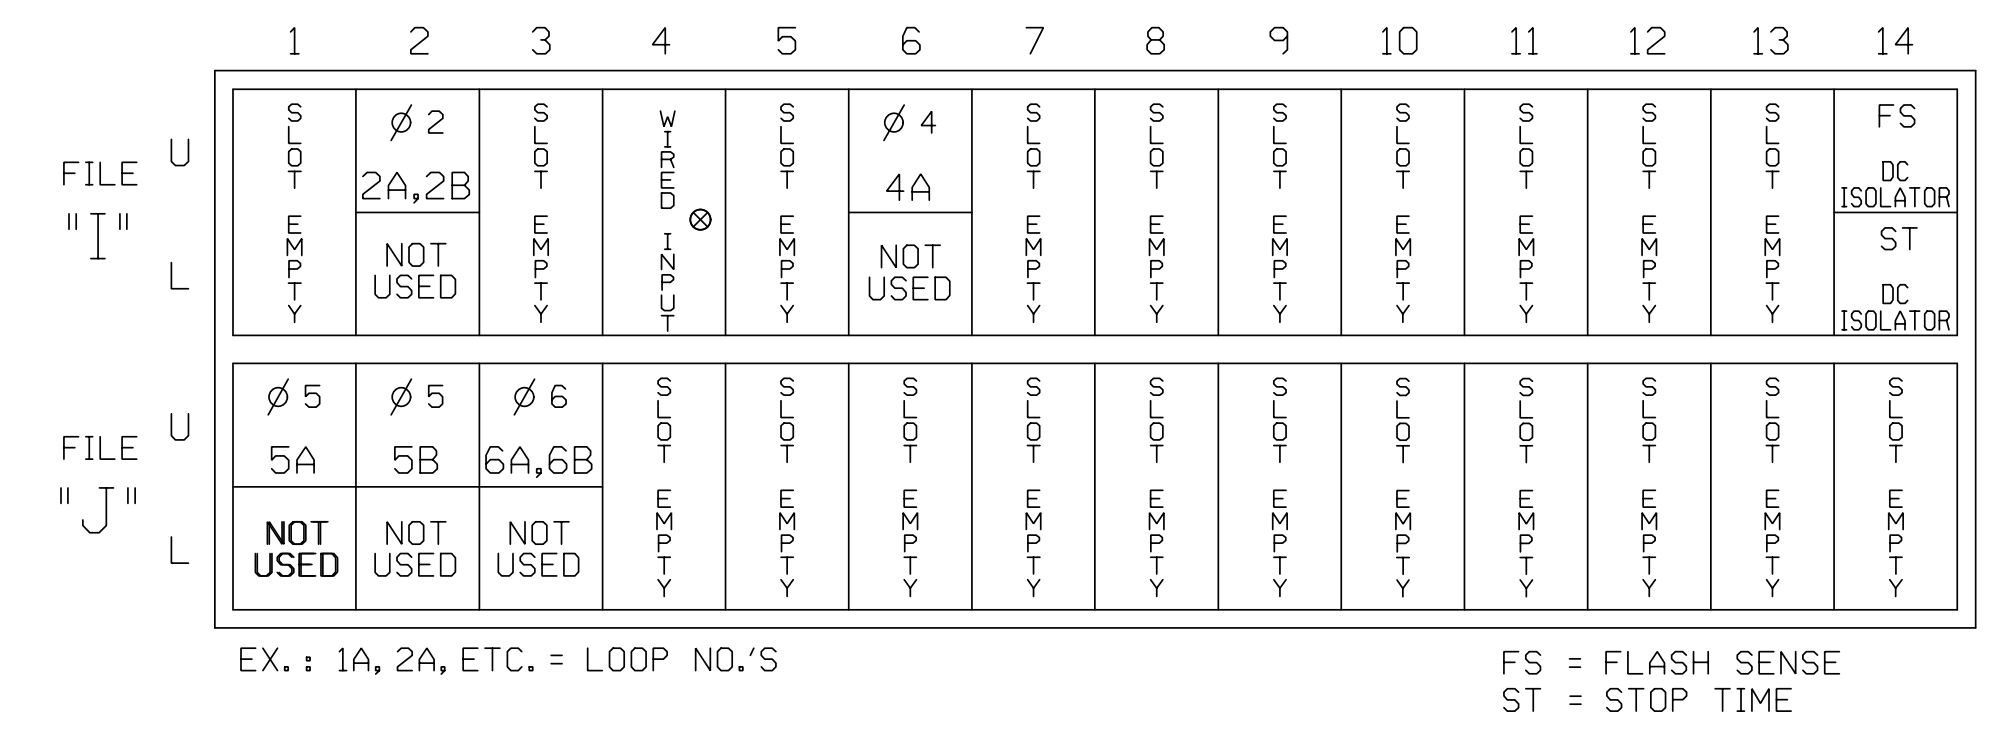 1 2 3 4 5 6 7 8 9 10 11 12 13 14
FILE
"I"
U
L
SLOT EMPTY
Ø 2
2A,2B
NOT
USED
SLOT EMPTY
WIRED INPUT
SLOT EMPTY
Ø 4
4A
NOT
USED
SLOT EMPTY
SLOT EMPTY
SLOT EMPTY
SLOT EMPTY
SLOT EMPTY
SLOT EMPTY
SLOT EMPTY
FS
DC
ISOLATOR
ST
DC
ISOLATOR
FILE
"J"
U
L
Ø 5
5A
NOT
USED
Ø 5
5B
NOT
USED
Ø 6
6A,6B
NOT
USED
SLOT EMPTY
SLOT EMPTY
SLOT EMPTY
SLOT EMPTY
SLOT EMPTY
SLOT EMPTY
SLOT EMPTY
SLOT EMPTY
SLOT EMPTY
SLOT EMPTY
SLOT EMPTY
EX.: 1A, 2A, ETC. = LOOP NO.'S
FS = FLASH SENSE
ST = STOP TIME